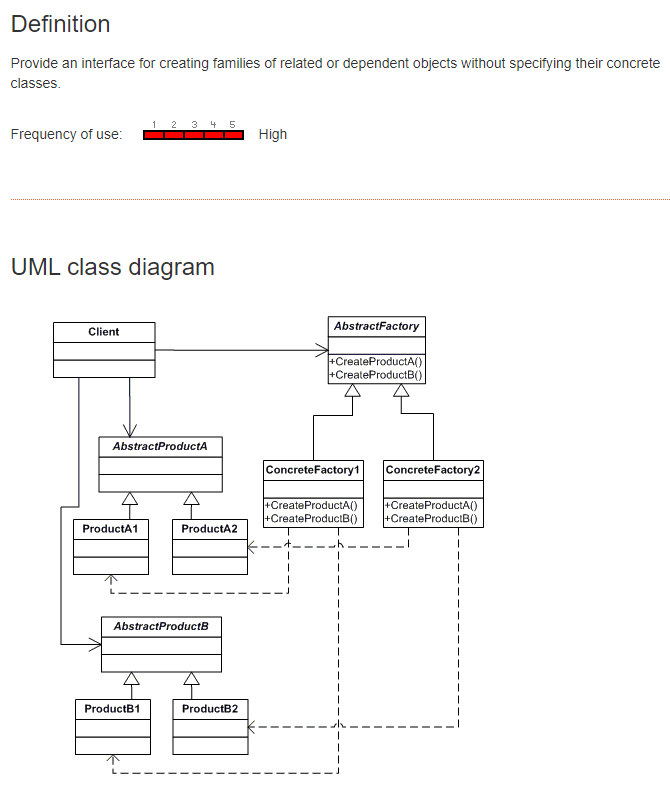 Definition
Provide an interface for creating families of related or dependent objects without specifying their concrete
classes.
1 2 3 4 5
Frequency of use: High
UML class diagram
Client
AbstractFactory
+CreateProductA()
+CreateProductB()
AbstractProductA
ConcreteFactory1
+CreateProductA()
+CreateProductB()
ConcreteFactory2
+CreateProductA()
+CreateProductB()
ProductA1
ProductA2
AbstractProductB
ProductB1
ProductB2